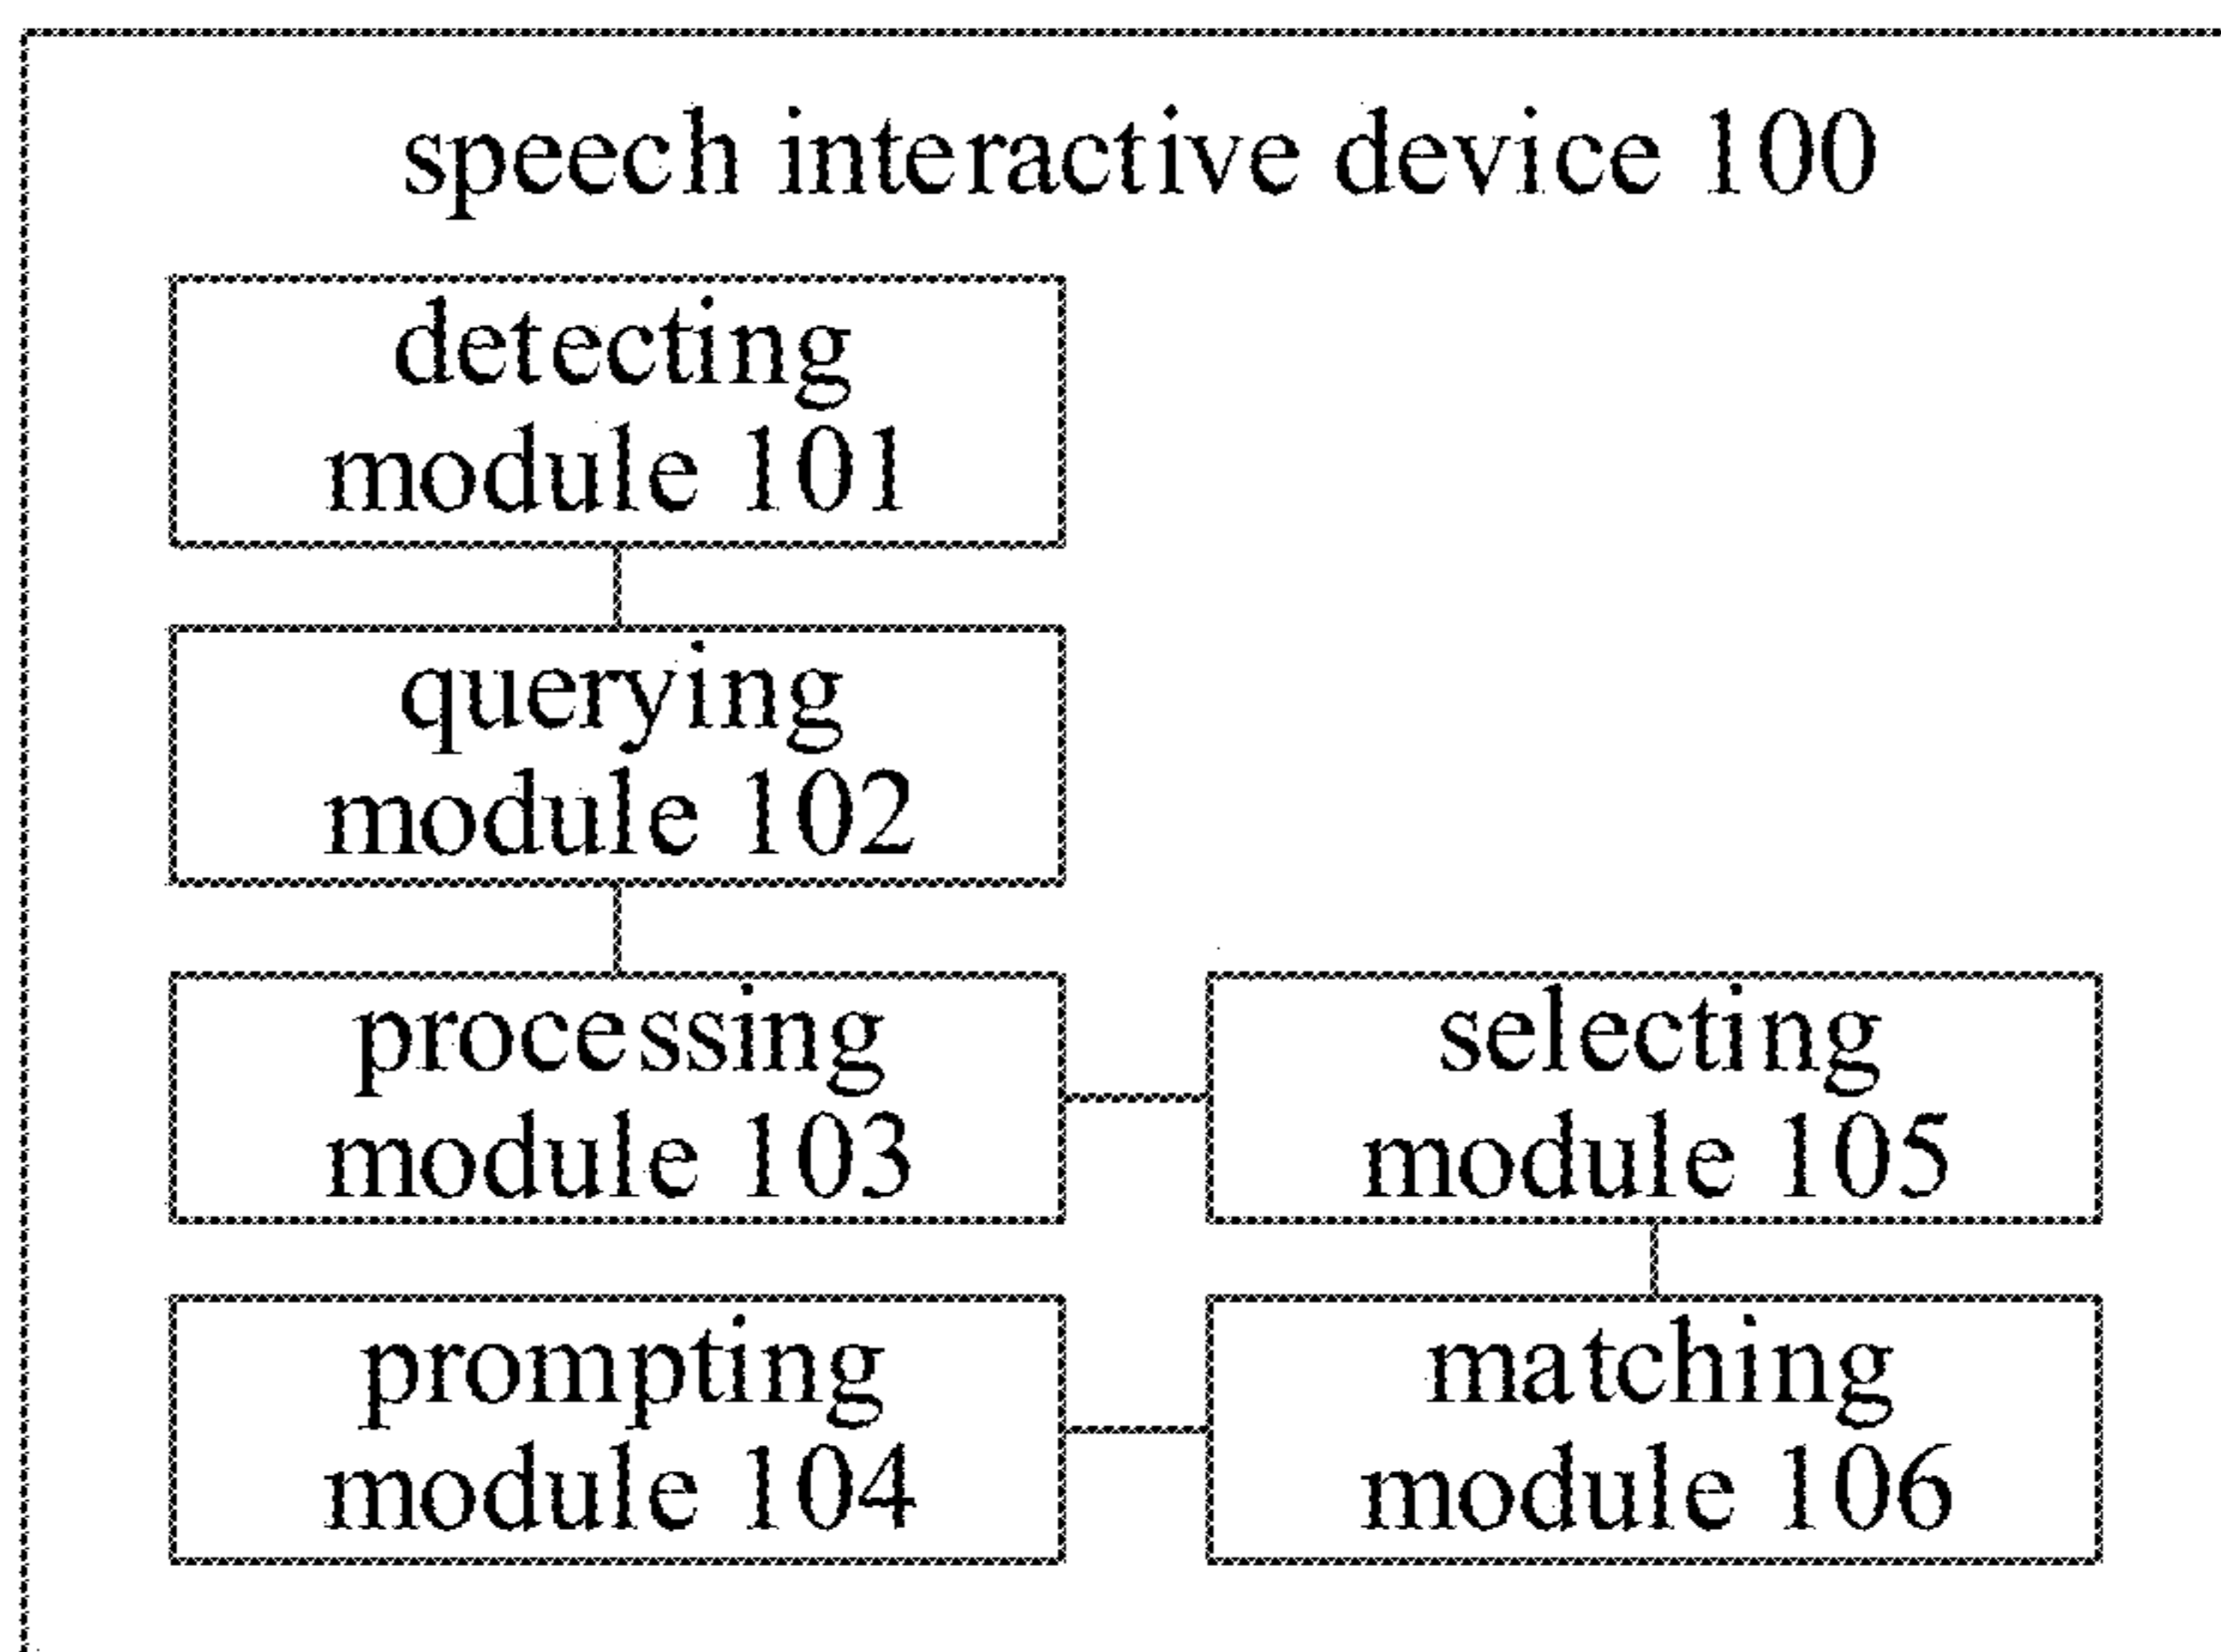 speech interactive device 100
detecting
module 101
querying
module 102
processing
module 103
selecting
module 105
prompting
module 104
matching
module 106